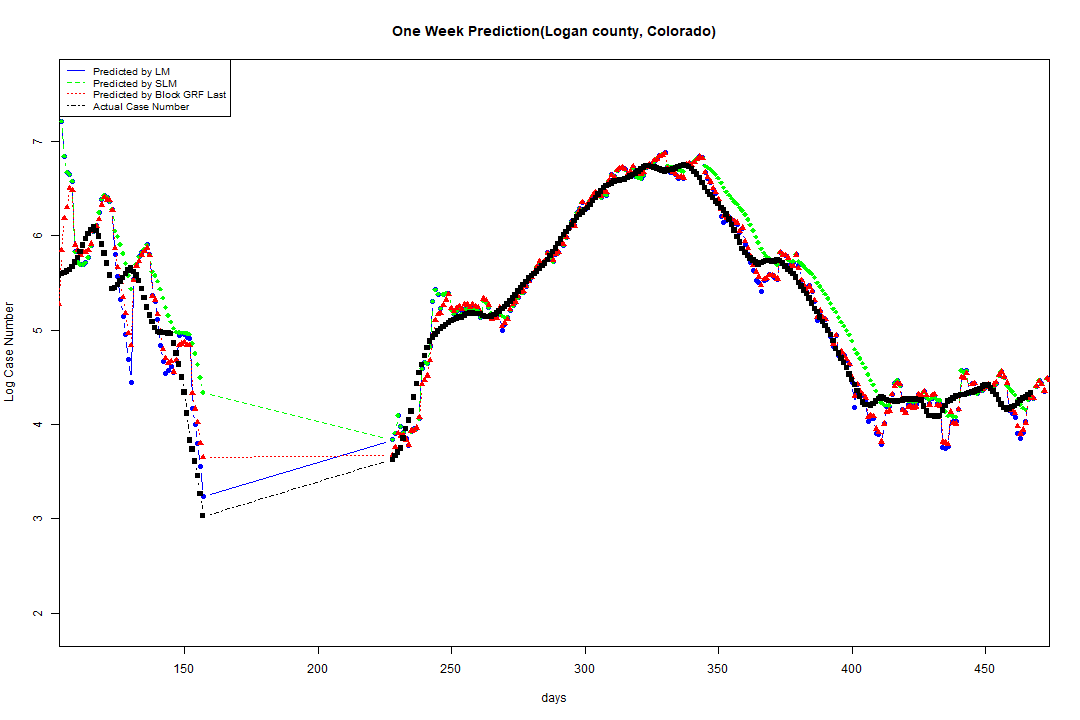 One Week Prediction(Logan county, Colorado)
Predicted by LM
Predicted by SLM
Predicted by Block GRF Last
Actual Case Number
7
6
5
4
3
2
Log Case Number
150 200 250 300 350 400 450
days